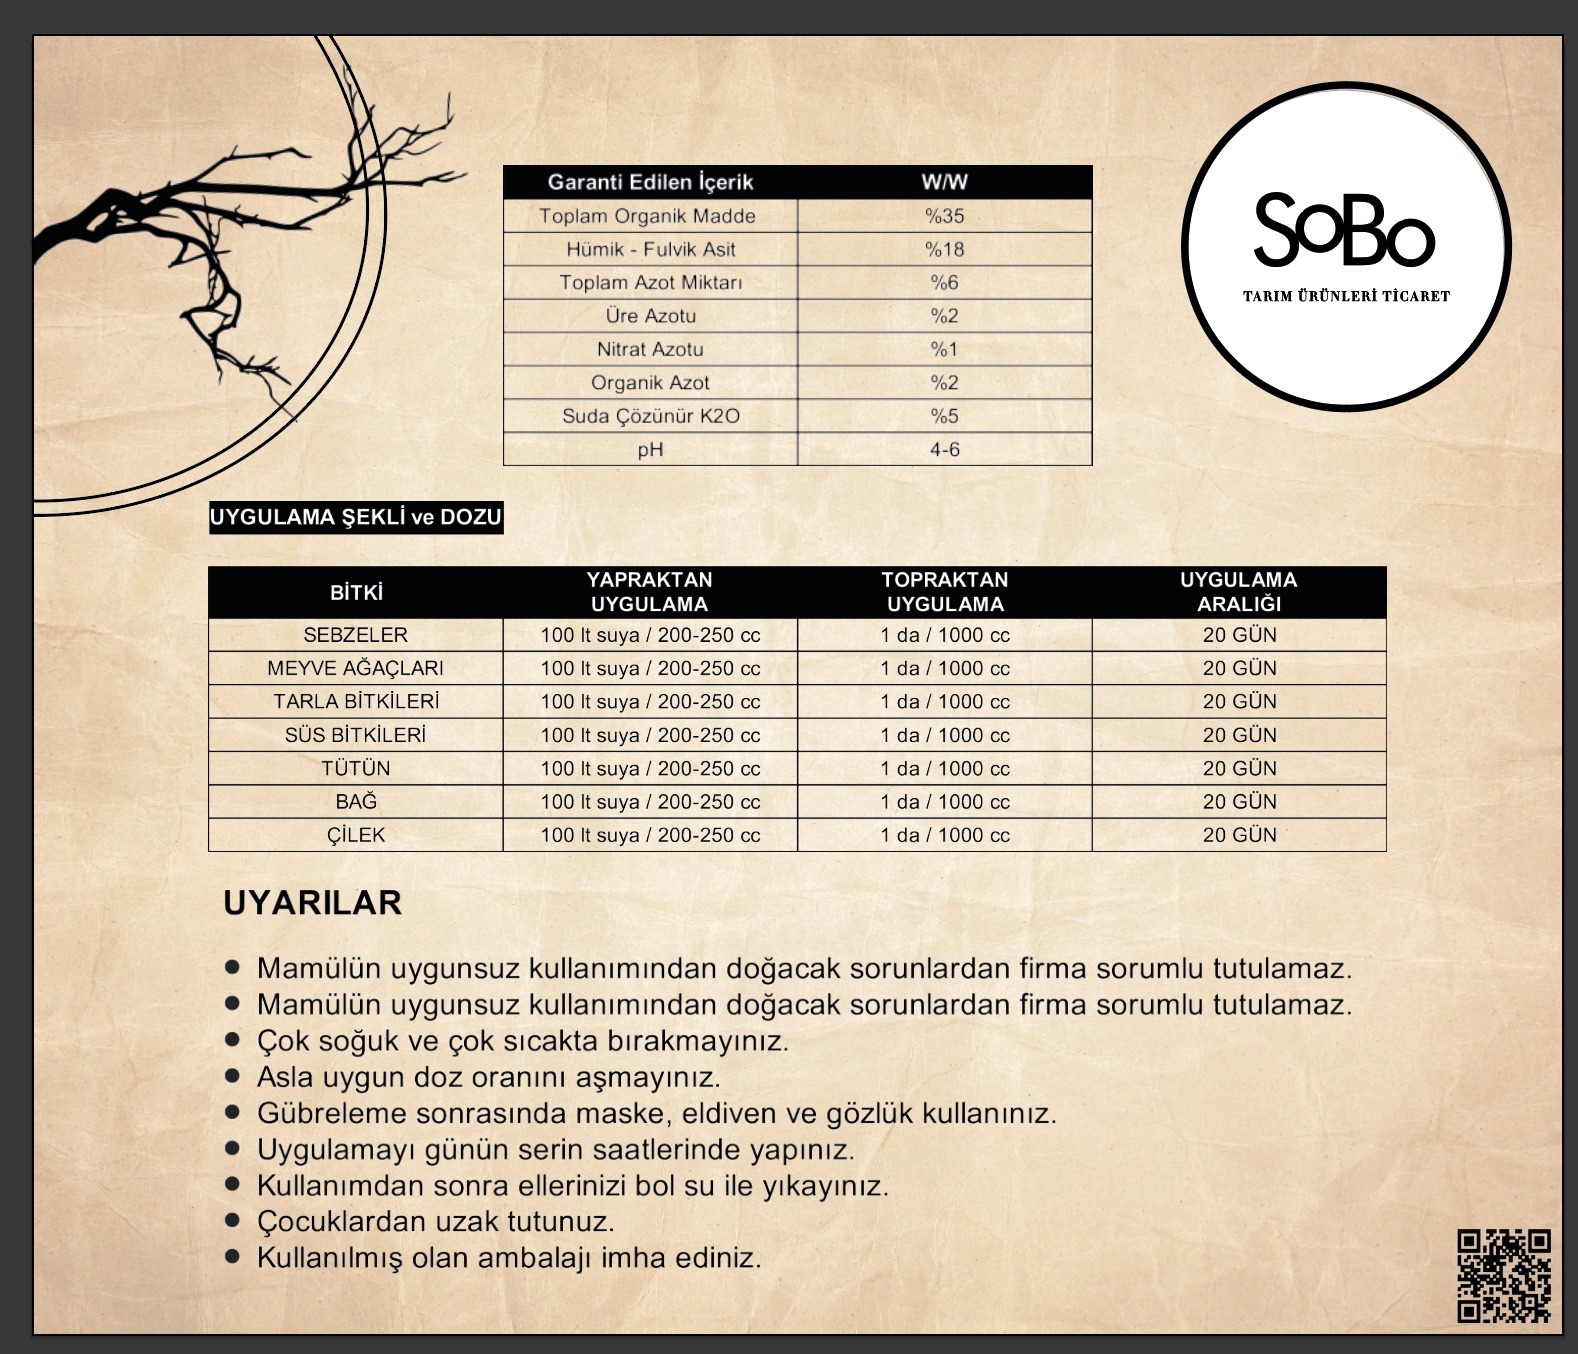 Garanti Edilen İçerik W/W
Toplam Organik Madde %35
Hümik - Fulvik Asit %18
Toplam Azot Miktarı %6
Üre Azotu %2
Nitrat Azotu %1
Organik Azot %2
Suda Çözünür K2O %5
pH 4-6
SoBo
TARIM ÜRÜNLERİ TİCARET
UYGULAMA ŞEKLİ ve DOZU
BİTKİ YAPRAKTAN UYGULAMA TOPRAKTAN UYGULAMA UYGULAMA ARALIĞI
SEBZELER 100 lt suya / 200-250 cc 1 da / 1000 cc 20 GÜN
MEYVE AĞAÇLARI 100 lt suya / 200-250 cc 1 da / 1000 cc 20 GÜN
TARLA BİTKİLERİ 100 lt suya / 200-250 cc 1 da / 1000 cc 20 GÜN
SÜS BİTKİLERİ 100 lt suya / 200-250 cc 1 da / 1000 cc 20 GÜN
TÜTÜN 100 lt suya / 200-250 cc 1 da / 1000 cc 20 GÜN
BAĞ 100 lt suya / 200-250 cc 1 da / 1000 cc 20 GÜN
ÇİLEK 100 lt suya / 200-250 cc 1 da / 1000 cc 20 GÜN
UYARILAR
● Mamülün uygunsuz kullanımından doğacak sorunlardan firma sorumlu tutulamaz.
● Mamülün uygunsuz kullanımından doğacak sorunlardan firma sorumlu tutulamaz.
● Çok soğuk ve çok sıcakta bırakmayınız.
● Asla uygun doz oranını aşmayınız.
● Gübreleme sonrasında maske, eldiven ve gözlük kullanınız.
● Uygulamayı günün serin saatlerinde yapınız.
● Kullanımdan sonra ellerinizi bol su ile yıkayınız.
● Çocuklardan uzak tutunuz.
● Kullanılmış olan ambalajı imha ediniz.